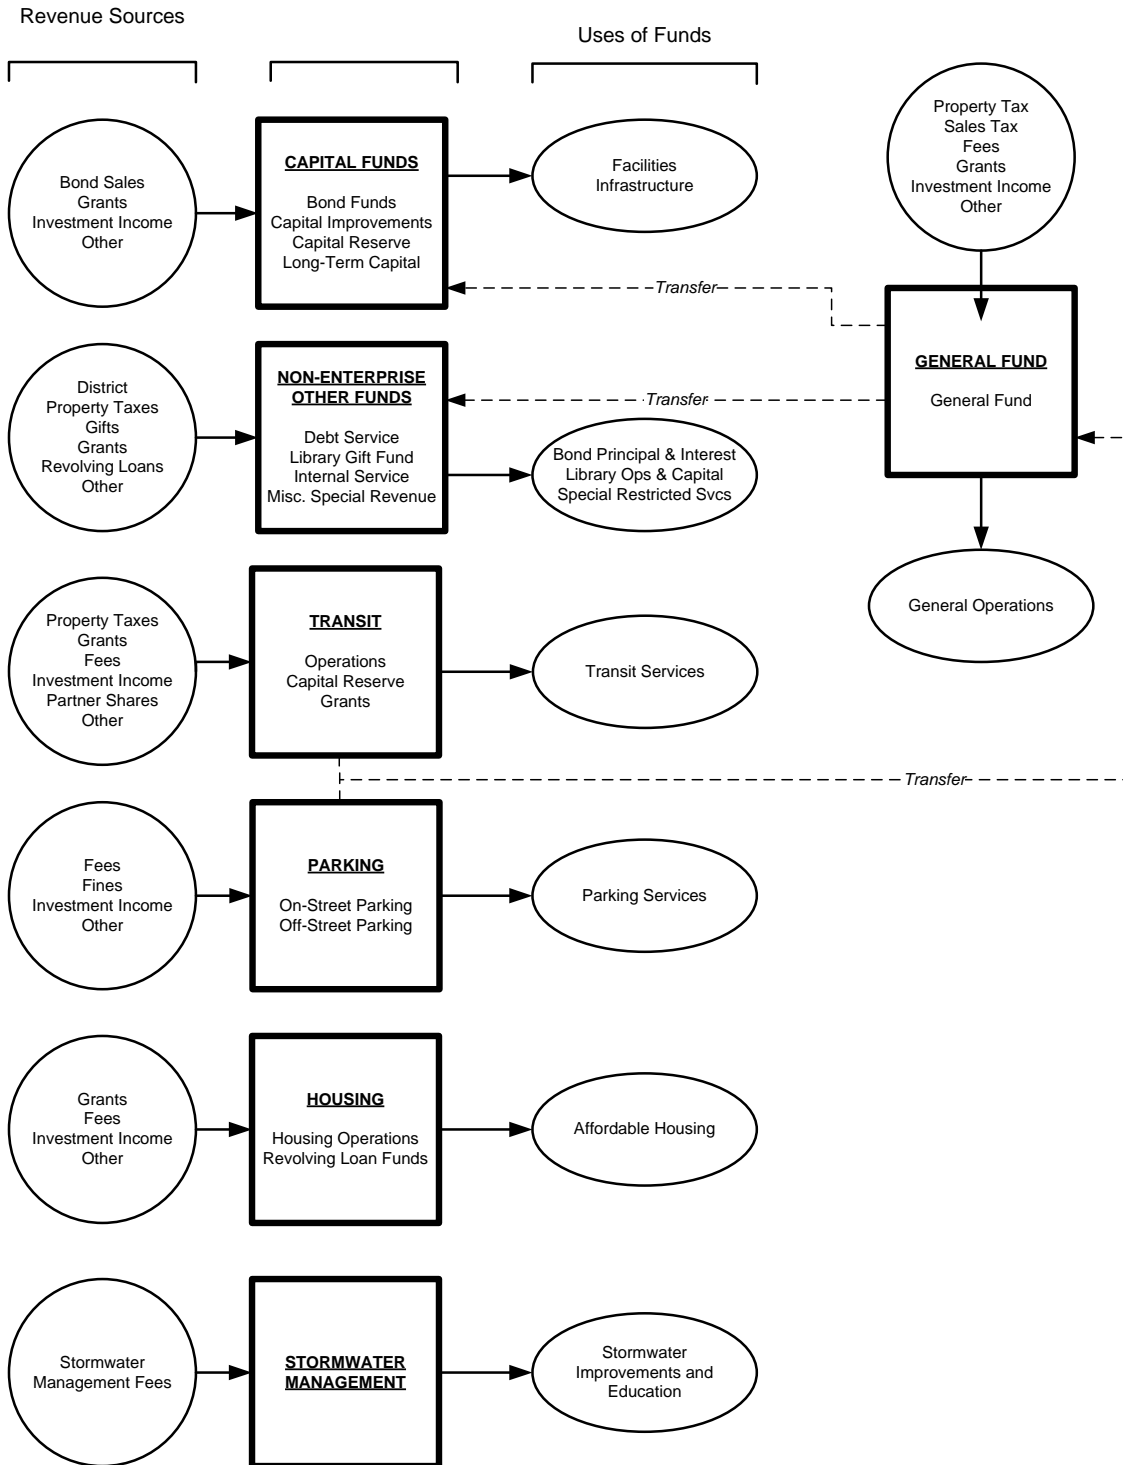 Revenue Sources
Uses of Funds
Bond Sales
Grants
Investment Income
Other
CAPITAL FUNDS
Bond Funds
Capital Improvements
Capital Reserve
Long-Term Capital
Facilities
Infrastructure
Property Tax
Sales Tax
Fees
Grants
Investment Income
Other
Transfer
GENERAL FUND
General Fund
District
Property Taxes
Gifts
Grants
Revolving Loans
Other
NON-ENTERPRISE
OTHER FUNDS
Debt Service
Library Gift Fund
Internal Service
Misc. Special Revenue
Transfer
Bond Principal & Interest
Library Ops & Capital
Special Restricted Svcs
General Operations
Property Taxes
Grants
Fees
Investment Income
Partner Shares
Other
TRANSIT
Operations
Capital Reserve
Grants
Transit Services
Transfer
Fees
Fines
Investment Income
Other
PARKING
On-Street Parking
Off-Street Parking
Parking Services
Grants
Fees
Investment Income
Other
HOUSING
Housing Operations
Revolving Loan Funds
Affordable Housing
Stormwater
Management Fees
STORMWATER
MANAGEMENT
Stormwater
Improvements and
Education